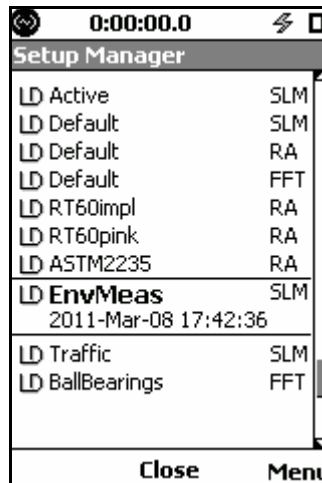 0:00:00.0
Setup Manager
LD Active SLM
LD Default SLM
LD Default RA
LD Default FFT
LD RT60impl RA
LD RT60pink RA
LD ASTM2235 RA
LD EnvMeas SLM
2011-Mar-08 17:42:36
LD Traffic SLM
LD BallBearings FFT
Close Menu